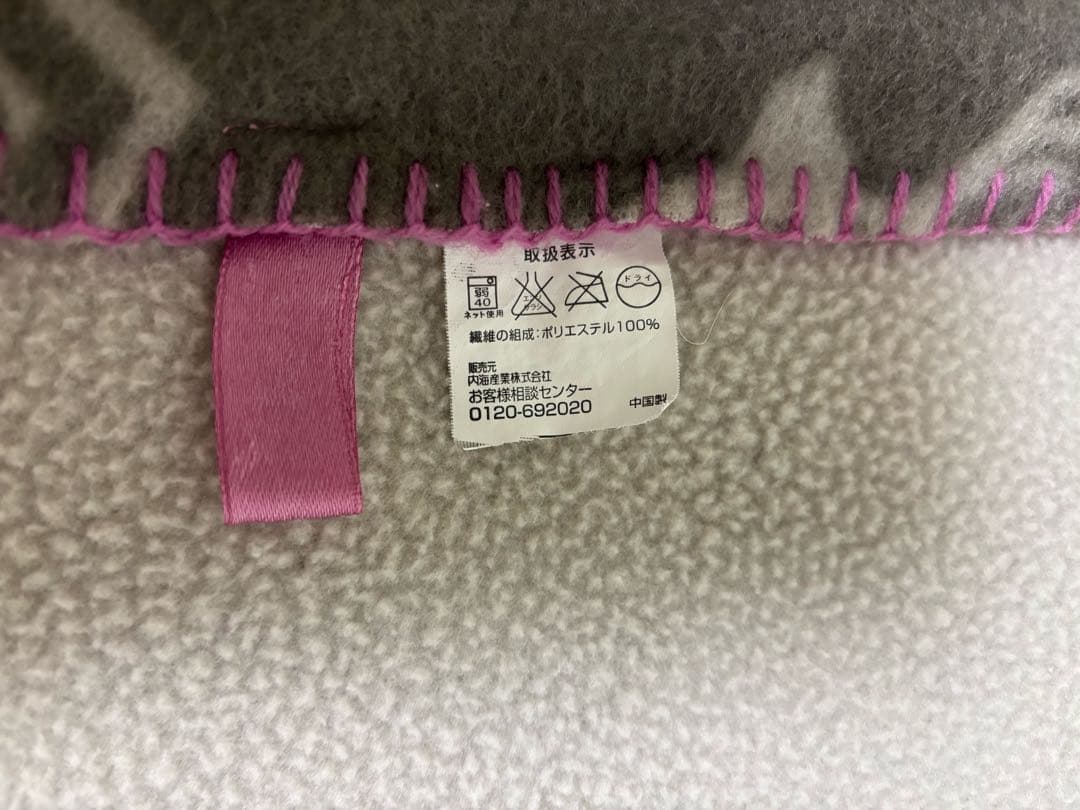 取扱表示
弱
40
ネット使用
エンソ
サラシ
ドライ
繊維の組成:ポリエステル100%
販売元
内海産業株式会社
お客様相談センター
0120-692020
中国製